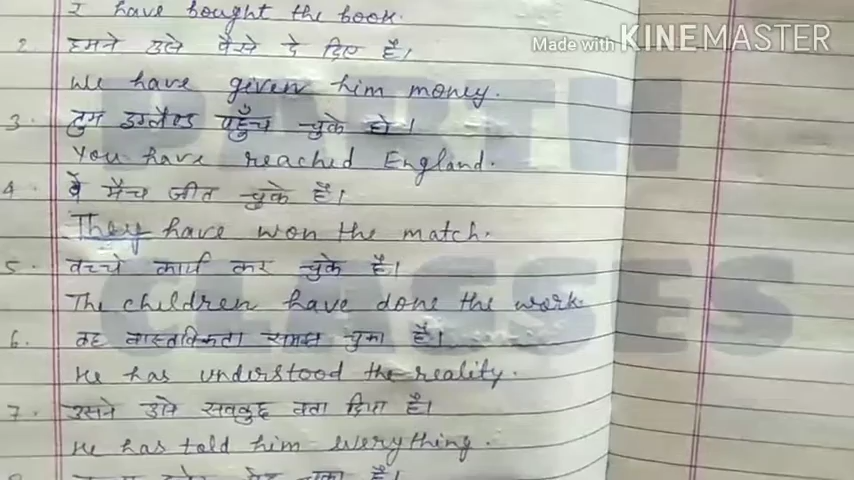 I have bought the book.
Made with KINEMASTER
2. हमने उसे पैसे दे दिए हैं।
We have given him money.
3. तुम इंग्लैण्ड पहुँच चुके हो।
You have reached England.
4. वे मैच जीत चुके हैं।
They have won the match.
5. बच्चे कार्य कर चुके हैं।
The children have done the work.
6. वह वास्तविकता समझ चुका है।
He has understood the reality.
7. उसने उसे सबकुछ बता दिया है।
He has told him everything.
चुका है।
PARTH
CLASSES